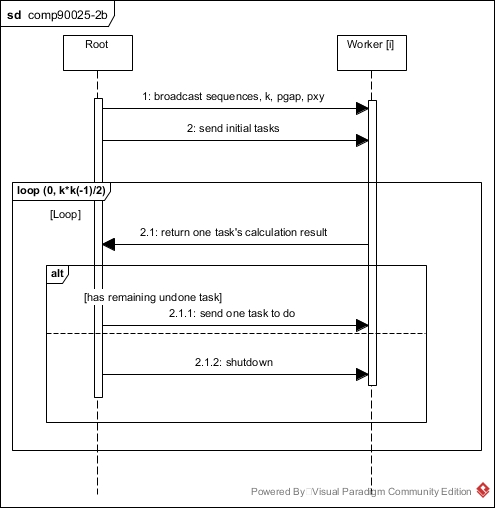 sd comp90025-2b
Root
Worker [i]
1: broadcast sequences, k, pgap, pxy
2: send initial tasks
loop (0, k*k(-1)/2)
[Loop]
2.1: return one task's calculation result
alt
[has remaining undone task]
2.1.1: send one task to do
2.1.2: shutdown
Powered By Visual Paradigm Community Edition